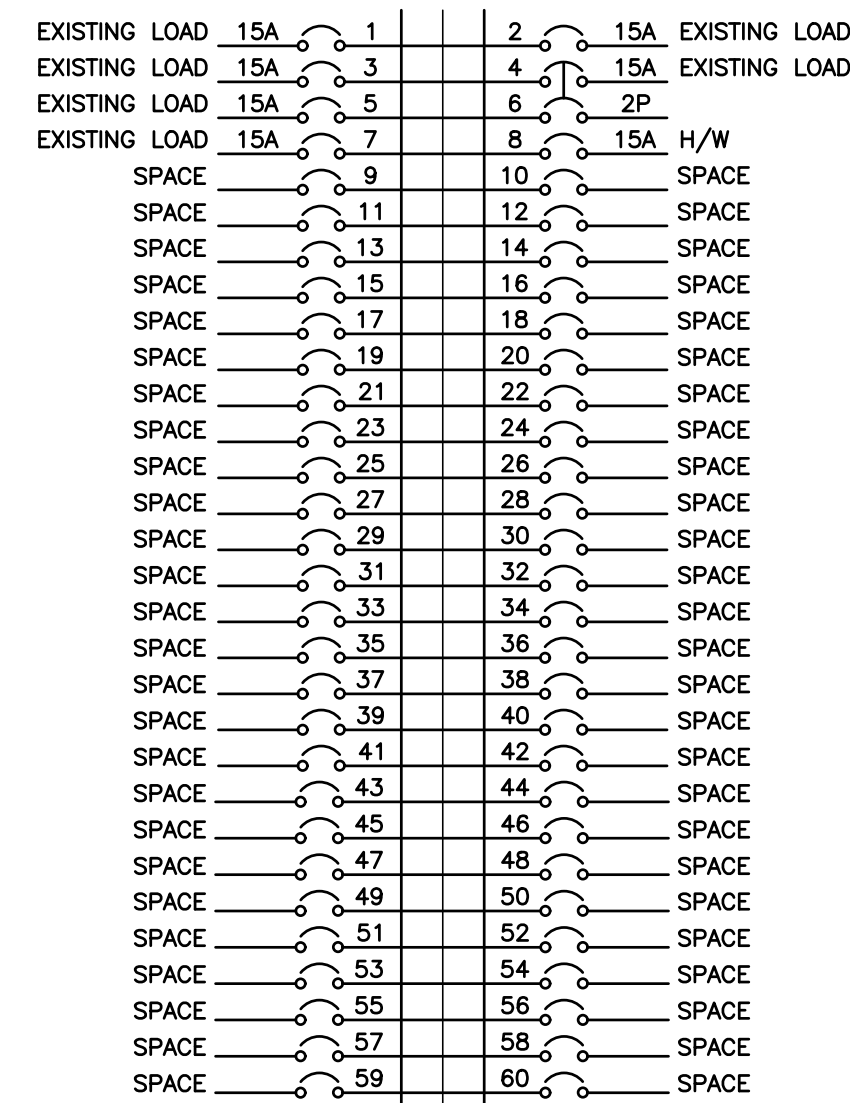 EXISTING LOAD 15A 1 2 15A EXISTING LOAD
EXISTING LOAD 15A 3 4 15A EXISTING LOAD
EXISTING LOAD 15A 5 6 2P
EXISTING LOAD 15A 7 8 15A H/W
SPACE 9 10 SPACE
SPACE 11 12 SPACE
SPACE 13 14 SPACE
SPACE 15 16 SPACE
SPACE 17 18 SPACE
SPACE 19 20 SPACE
SPACE 21 22 SPACE
SPACE 23 24 SPACE
SPACE 25 26 SPACE
SPACE 27 28 SPACE
SPACE 29 30 SPACE
SPACE 31 32 SPACE
SPACE 33 34 SPACE
SPACE 35 36 SPACE
SPACE 37 38 SPACE
SPACE 39 40 SPACE
SPACE 41 42 SPACE
SPACE 43 44 SPACE
SPACE 45 46 SPACE
SPACE 47 48 SPACE
SPACE 49 50 SPACE
SPACE 51 52 SPACE
SPACE 53 54 SPACE
SPACE 55 56 SPACE
SPACE 57 58 SPACE
SPACE 59 60 SPACE